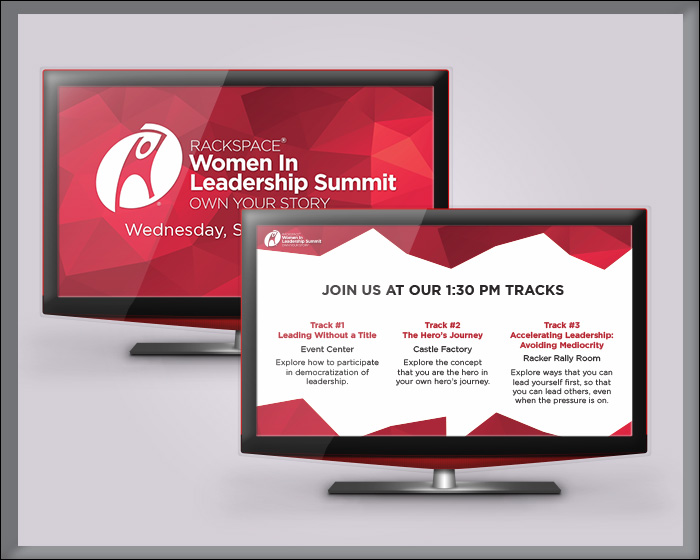 RACKSPACE®
Women In
Leadership Summit
OWN YOUR STORY
Wednesday,
RACKSPACE
Women In
Leadership Summit
OWN YOUR STORY
JOIN US AT OUR 1:30 PM TRACKS
Track #1
Leading Without a Title
Event Center
Explore how to participate
in democratization of
leadership.
Track #2
The Hero's Journey
Castle Factory
Explore the concept
that you are the hero in
your own hero's journey.
Track #3
Accelerating Leadership:
Avoiding Mediocrity
Racker Rally Room
Explore ways that you can
lead yourself first, so that
you can lead others, even
when the pressure is on.